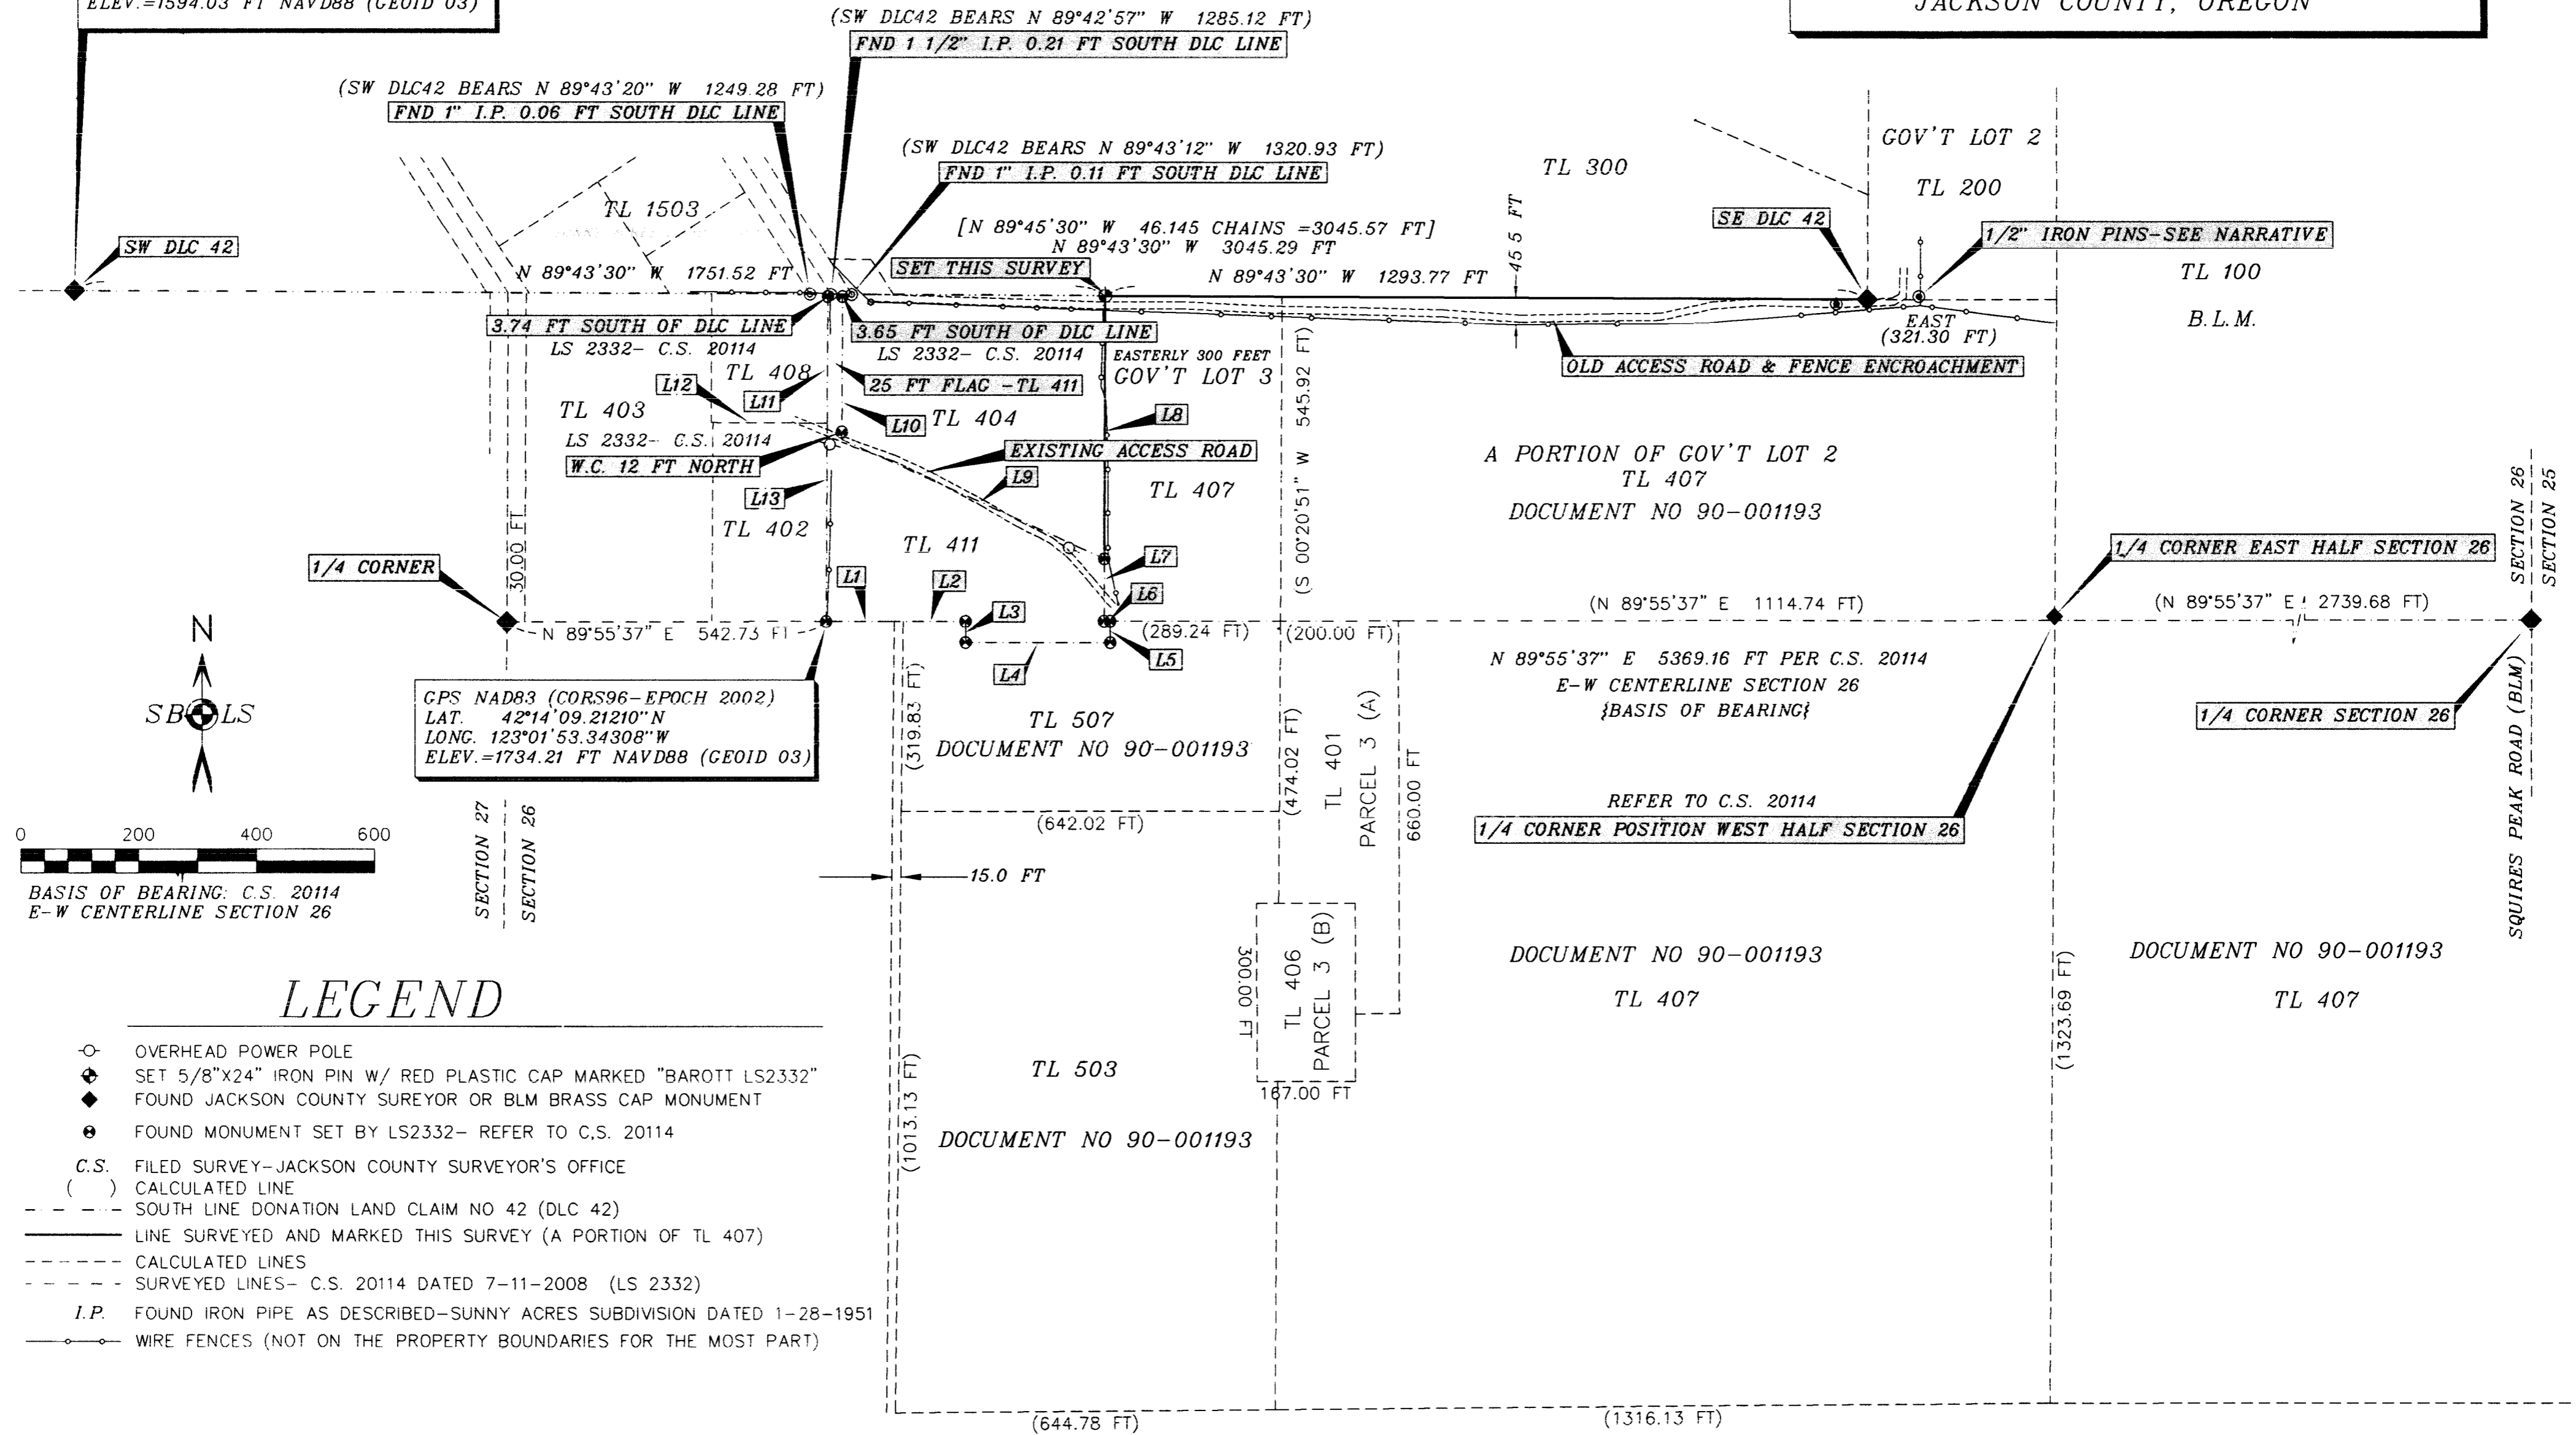 ELEV.=1594.03 FT NAVD88 (GEOID 03)
JACKSON COUNTY, OREGON
(SW DLC42 BEARS N 89°42'57" W 1285.12 FT)
FND 1 1/2" I.P. 0.21 FT SOUTH DLC LINE
(SW DLC42 BEARS N 89°43'20" W 1249.28 FT)
FND 1" I.P. 0.06 FT SOUTH DLC LINE
(SW DLC42 BEARS N 89°43'12" W 1320.93 FT)
FND 1" I.P. 0.11 FT SOUTH DLC LINE
GOV'T LOT 2
TL 300
TL 200
TL 1503
[N 89°45'30" W 46.145 CHAINS =3045.57 FT]
N 89°43'30" W 3045.29 FT
45.5 FT
SE DLC 42
1/2" IRON PINS-SEE NARRATIVE
SW DLC 42
N 89°43'30" W 1751.52 FT
SET THIS SURVEY
N 89°43'30" W 1293.77 FT
TL 100
B.L.M.
3.74 FT SOUTH OF DLC LINE
3.65 FT SOUTH OF DLC LINE
EAST
(321.30 FT)
LS 2332- C.S. 20114
LS 2332- C.S. 20114
EASTERLY 300 FEET
GOV'T LOT 3
OLD ACCESS ROAD & FENCE ENCROACHMENT
L12
TL 408
25 FT FLAG -TL 411
L11
TL 403
L10
TL 404
L8
LS 2332- C.S. 20114
W.C. 12 FT NORTH
EXISTING ACCESS ROAD
L9
L13
TL 407
(S 00°20'51" W 545.92 FT)
A PORTION OF GOV'T LOT 2
TL 407
DOCUMENT NO 90-001193
SECTION 26
SECTION 25
30.00 FT
TL 402
TL 411
1/4 CORNER
L1
L2
L7
L6
L3
1/4 CORNER EAST HALF SECTION 26
(N 89°55'37" E 1114.74 FT)
(N 89°55'37" E 2739.68 FT)
N 89°55'37" E 542.73 FT
(289.24 FT)
(200.00 FT)
L4
L5
N
SB LS
GPS NAD83 (CORS96-EPOCH 2002)
LAT. 42°14'09.21210"N
LONG. 123°01'53.34308"W
ELEV.=1734.21 FT NAVD88 (GEOID 03)
(319.83 FT)
TL 507
DOCUMENT NO 90-001193
(474.02 FT)
TL 401
PARCEL 3 (A)
660.00 FT
N 89°55'37" E 5369.16 FT PER C.S. 20114
E-W CENTERLINE SECTION 26
{BASIS OF BEARING{
1/4 CORNER SECTION 26
SQUIRES PEAK ROAD (BLM)
REFER TO C.S. 20114
1/4 CORNER POSITION WEST HALF SECTION 26
(642.02 FT)
0 200 400 600
BASIS OF BEARING: C.S. 20114
E-W CENTERLINE SECTION 26
SECTION 27
SECTION 26
15.0 FT
300.00 FT
TL 406
PARCEL 3 (B)
167.00 FT
DOCUMENT NO 90-001193
TL 407
DOCUMENT NO 90-001193
TL 407
(1323.69 FT)
(1013.13 FT)
TL 503
DOCUMENT NO 90-001193
LEGEND
OVERHEAD POWER POLE
SET 5/8"X24" IRON PIN W/ RED PLASTIC CAP MARKED "BAROTT LS2332"
FOUND JACKSON COUNTY SUREYOR OR BLM BRASS CAP MONUMENT
FOUND MONUMENT SET BY LS2332- REFER TO C,S. 20114
C.S. FILED SURVEY-JACKSON COUNTY SURVEYOR'S OFFICE
( ) CALCULATED LINE
SOUTH LINE DONATION LAND CLAIM NO 42 (DLC 42)
LINE SURVEYED AND MARKED THIS SURVEY (A PORTION OF TL 407)
CALCULATED LINES
SURVEYED LINES- C.S. 20114 DATED 7-11-2008 (LS 2332)
I.P. FOUND IRON PIPE AS DESCRIBED-SUNNY ACRES SUBDIVISION DATED 1-28-1951
WIRE FENCES (NOT ON THE PROPERTY BOUNDARIES FOR THE MOST PART)
(644.78 FT)
(1316.13 FT)